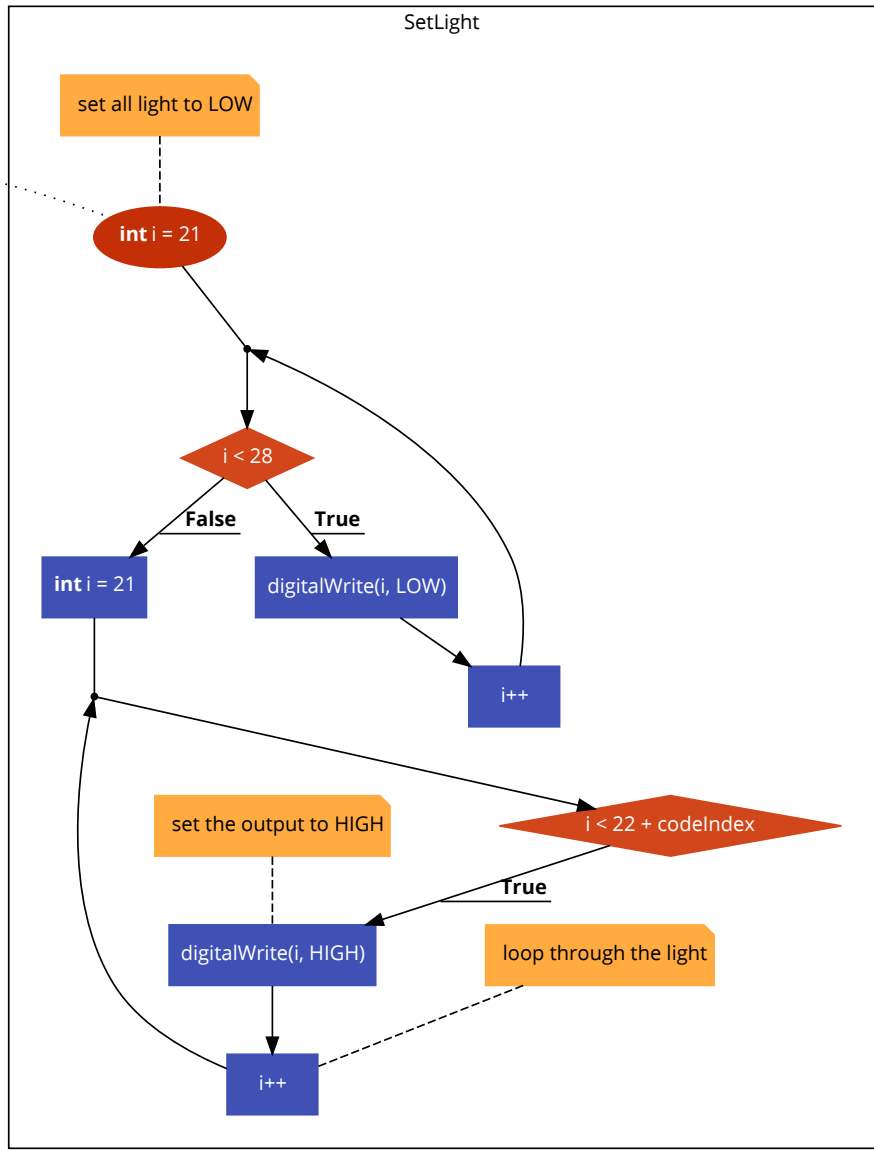 SetLight
set all light to LOW
int i = 21
i < 28
False
True
int i = 21
digitalWrite(i, LOW)
i++
set the output to HIGH
i < 22 + codeIndex
True
digitalWrite(i, HIGH)
loop through the light
i++